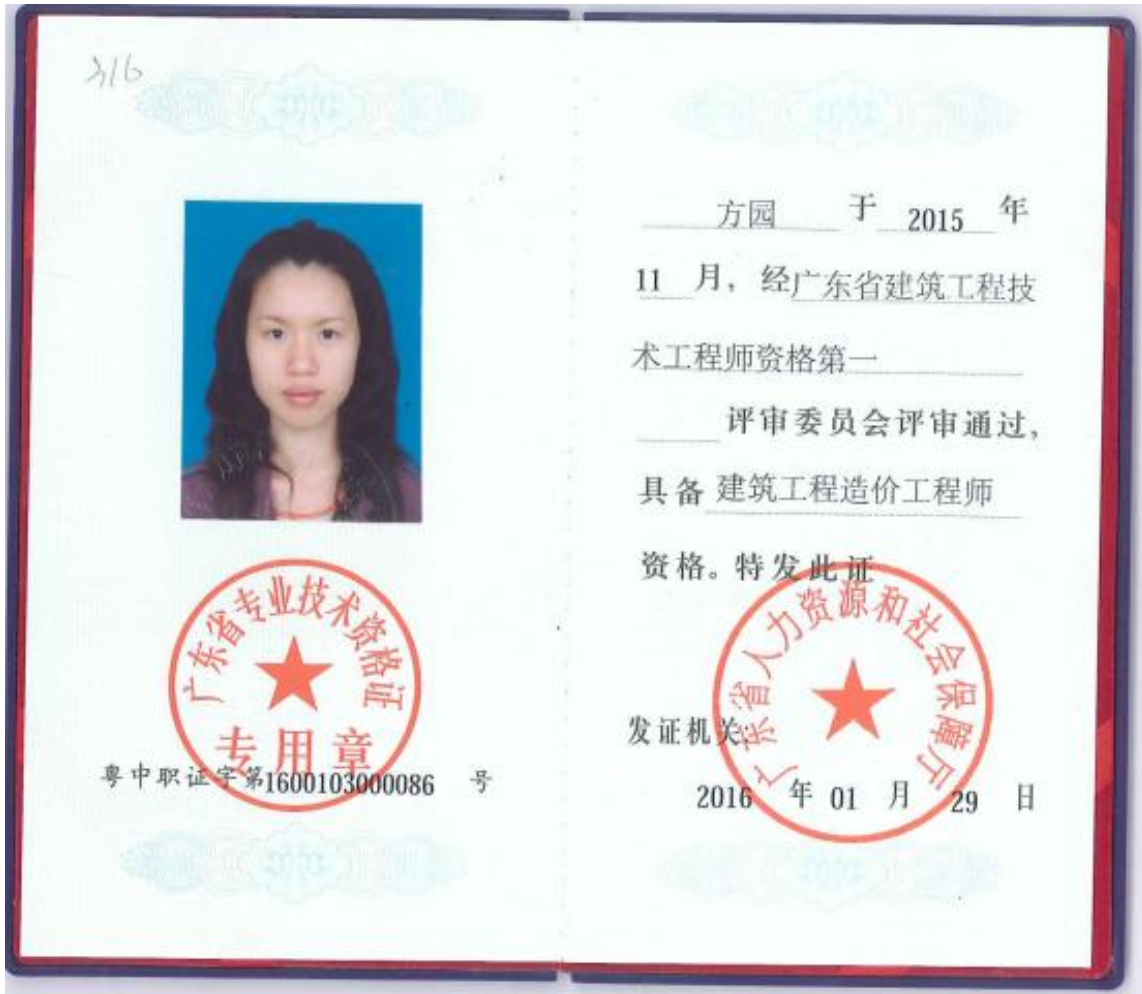 316
广东省专业技术资格证
专用章
粤中职证字第1600103000086 号
方园 于 2015 年
11 月，经广东省建筑工程技
术工程师资格第一
评审委员会评审通过，
具备 建筑工程造价工程师
资格。特发此证
广东省人力资源和社会保障厅
发证机关：
2016 年 01 月 29 日